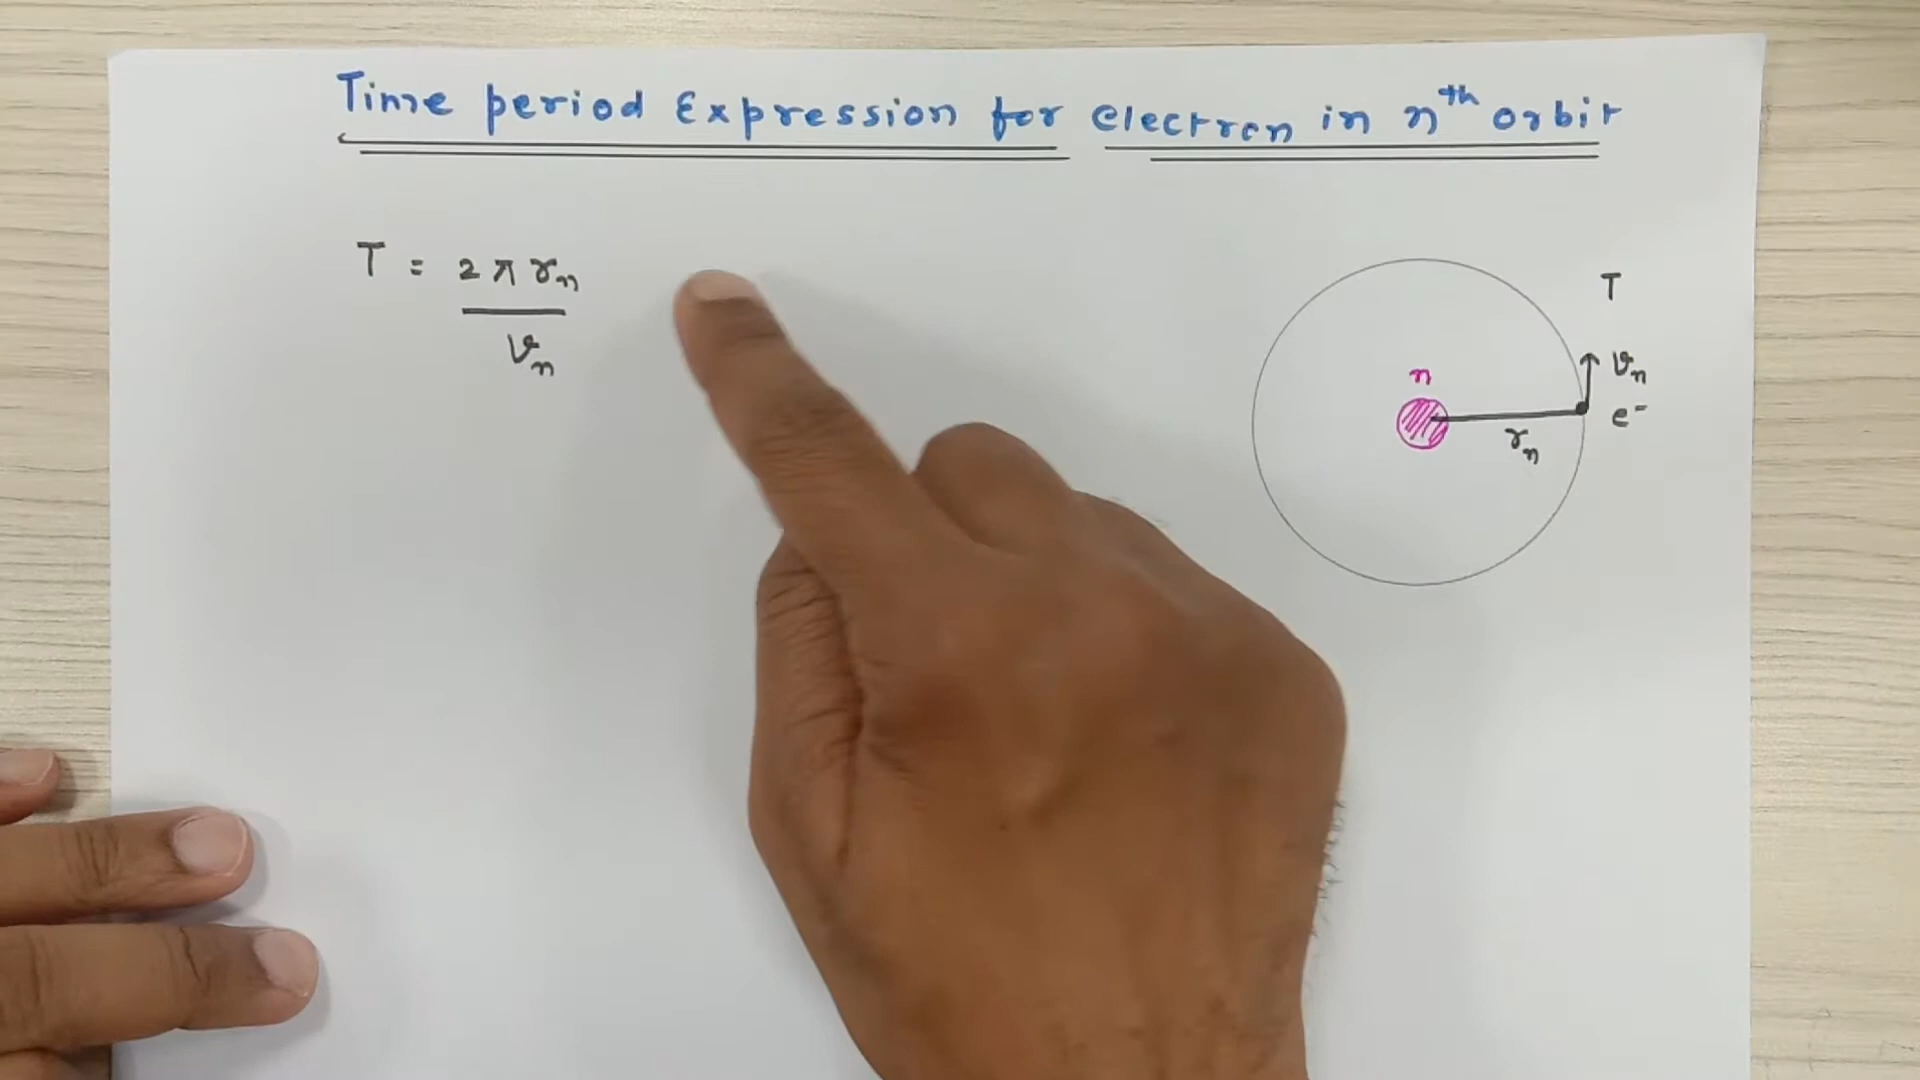 Time period Expression for electron in nth orbit
T = 2πrn
vn
T
n
vn
e-
rn